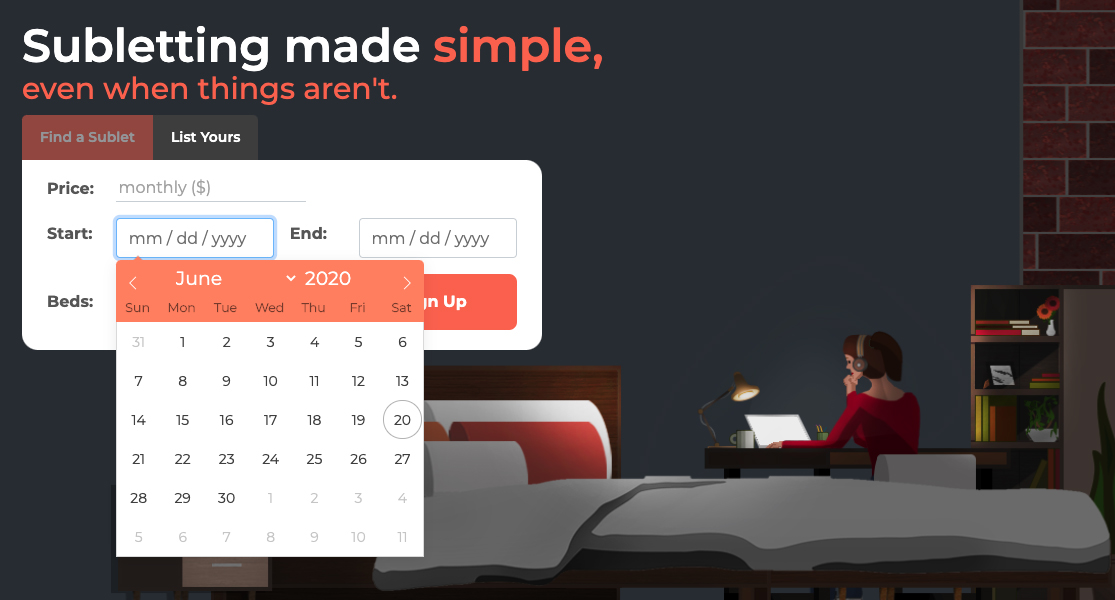 Subletting made simple,
even when things aren't.
Find a Sublet List Yours
Price: monthly ($)
Start: mm / dd / yyyy End: mm / dd / yyyy
June 2020
Beds: gn Up
Sun Mon Tue Wed Thu Fri Sat
31 1 2 3 4 5 6
7 8 9 10 11 12 13
14 15 16 17 18 19 20
21 22 23 24 25 26 27
28 29 30 1 2 3 4
5 6 7 8 9 10 11